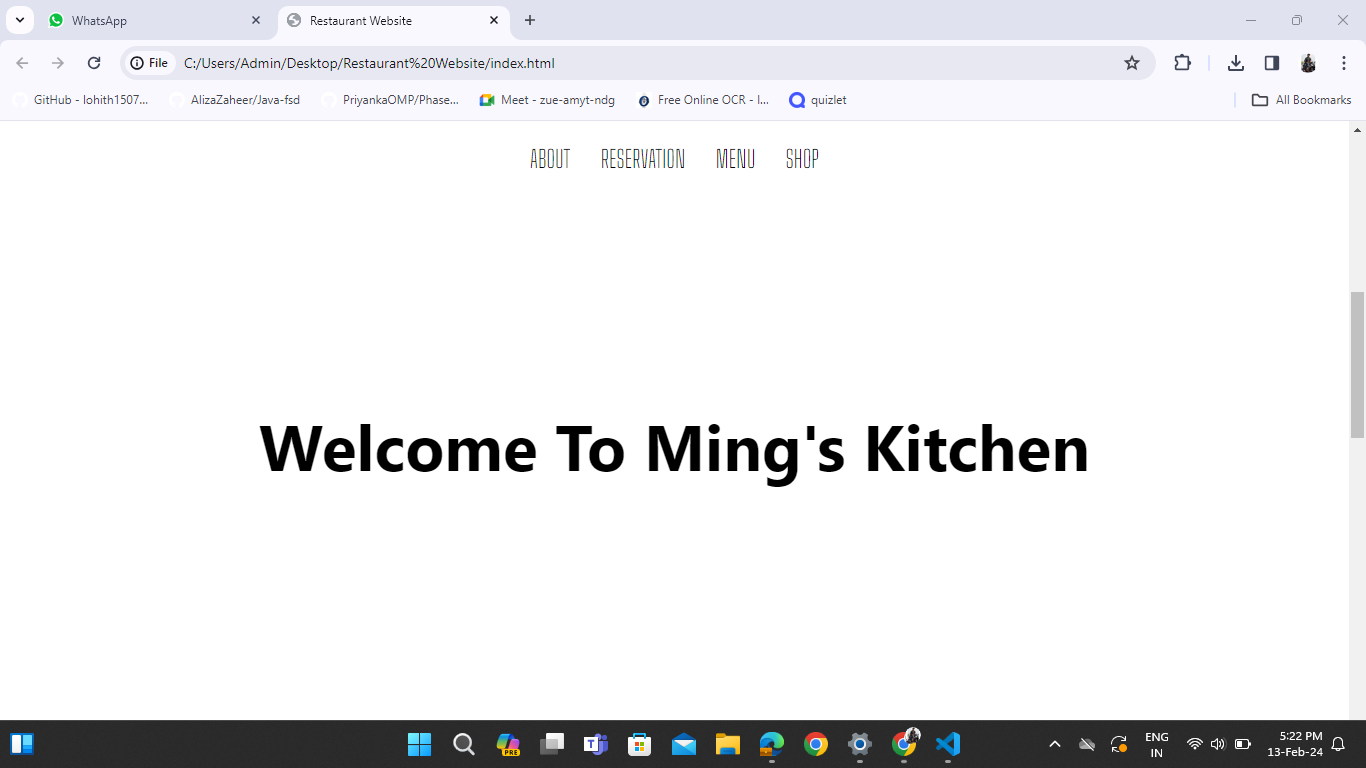 WhatsApp
Restaurant Website
File C:/Users/Admin/Desktop/Restaurant%20Website/index.html
GitHub - lohith1507... AlizaZaheer/Java-fsd PriyankaOMP/Phase... Meet - zue-amyt-ndg Free Online OCR - I... quizlet All Bookmarks
ABOUT RESERVATION MENU SHOP
Welcome To Ming's Kitchen
PRE
ENG
IN
5:22 PM
13-Feb-24